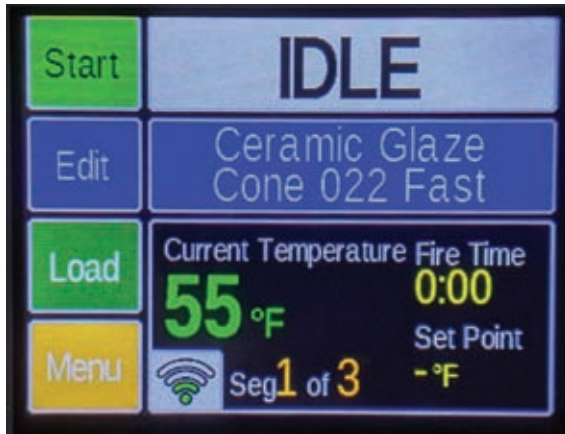 Start
IDLE
Edit
Ceramic Glaze
Cone 022 Fast
Load
Current Temperature
Fire Time
55 °F
0:00
Menu
Seg1 of 3
Set Point
- °F